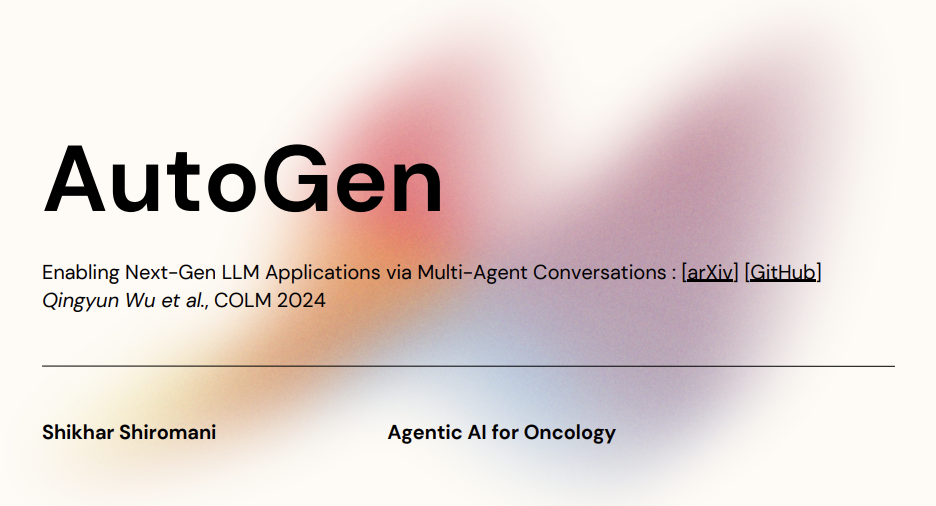 AutoGen
Enabling Next-Gen LLM Applications via Multi-Agent Conversations : [arXiv] [GitHub]
Qingyun Wu et al., COLM 2024
Shikhar Shiromani
Agentic AI for Oncology